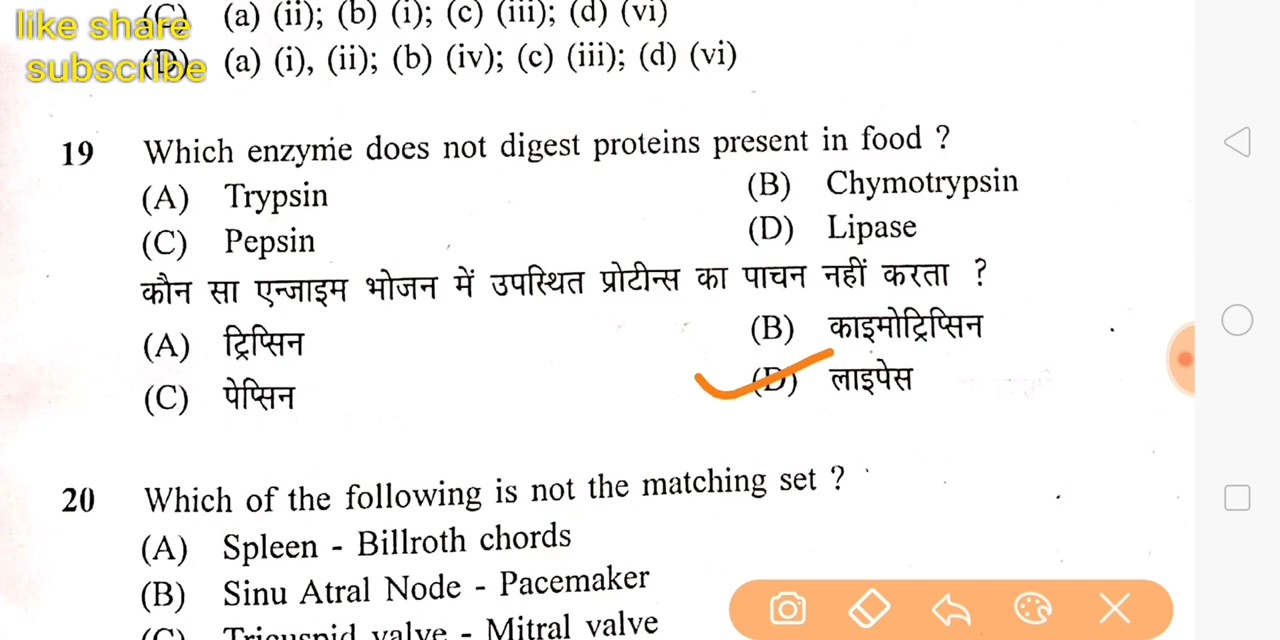 like share
subscribe
(C) (a) (ii); (b) (i); (c) (iii); (d) (vi)
(D) (a) (i), (ii); (b) (iv); (c) (iii); (d) (vi)
19 Which enzyme does not digest proteins present in food ?
(A) Trypsin (B) Chymotrypsin
(C) Pepsin (D) Lipase
कौन सा एन्जाइम भोजन में उपस्थित प्रोटीन्स का पाचन नहीं करता ?
(A) ट्रिप्सिन (B) काइमोट्रिप्सिन
(C) पेप्सिन (D) लाइपेस
20 Which of the following is not the matching set ?
(A) Spleen - Billroth chords
(B) Sinu Atral Node - Pacemaker
(C) Tricuspid valve - Mitral valve